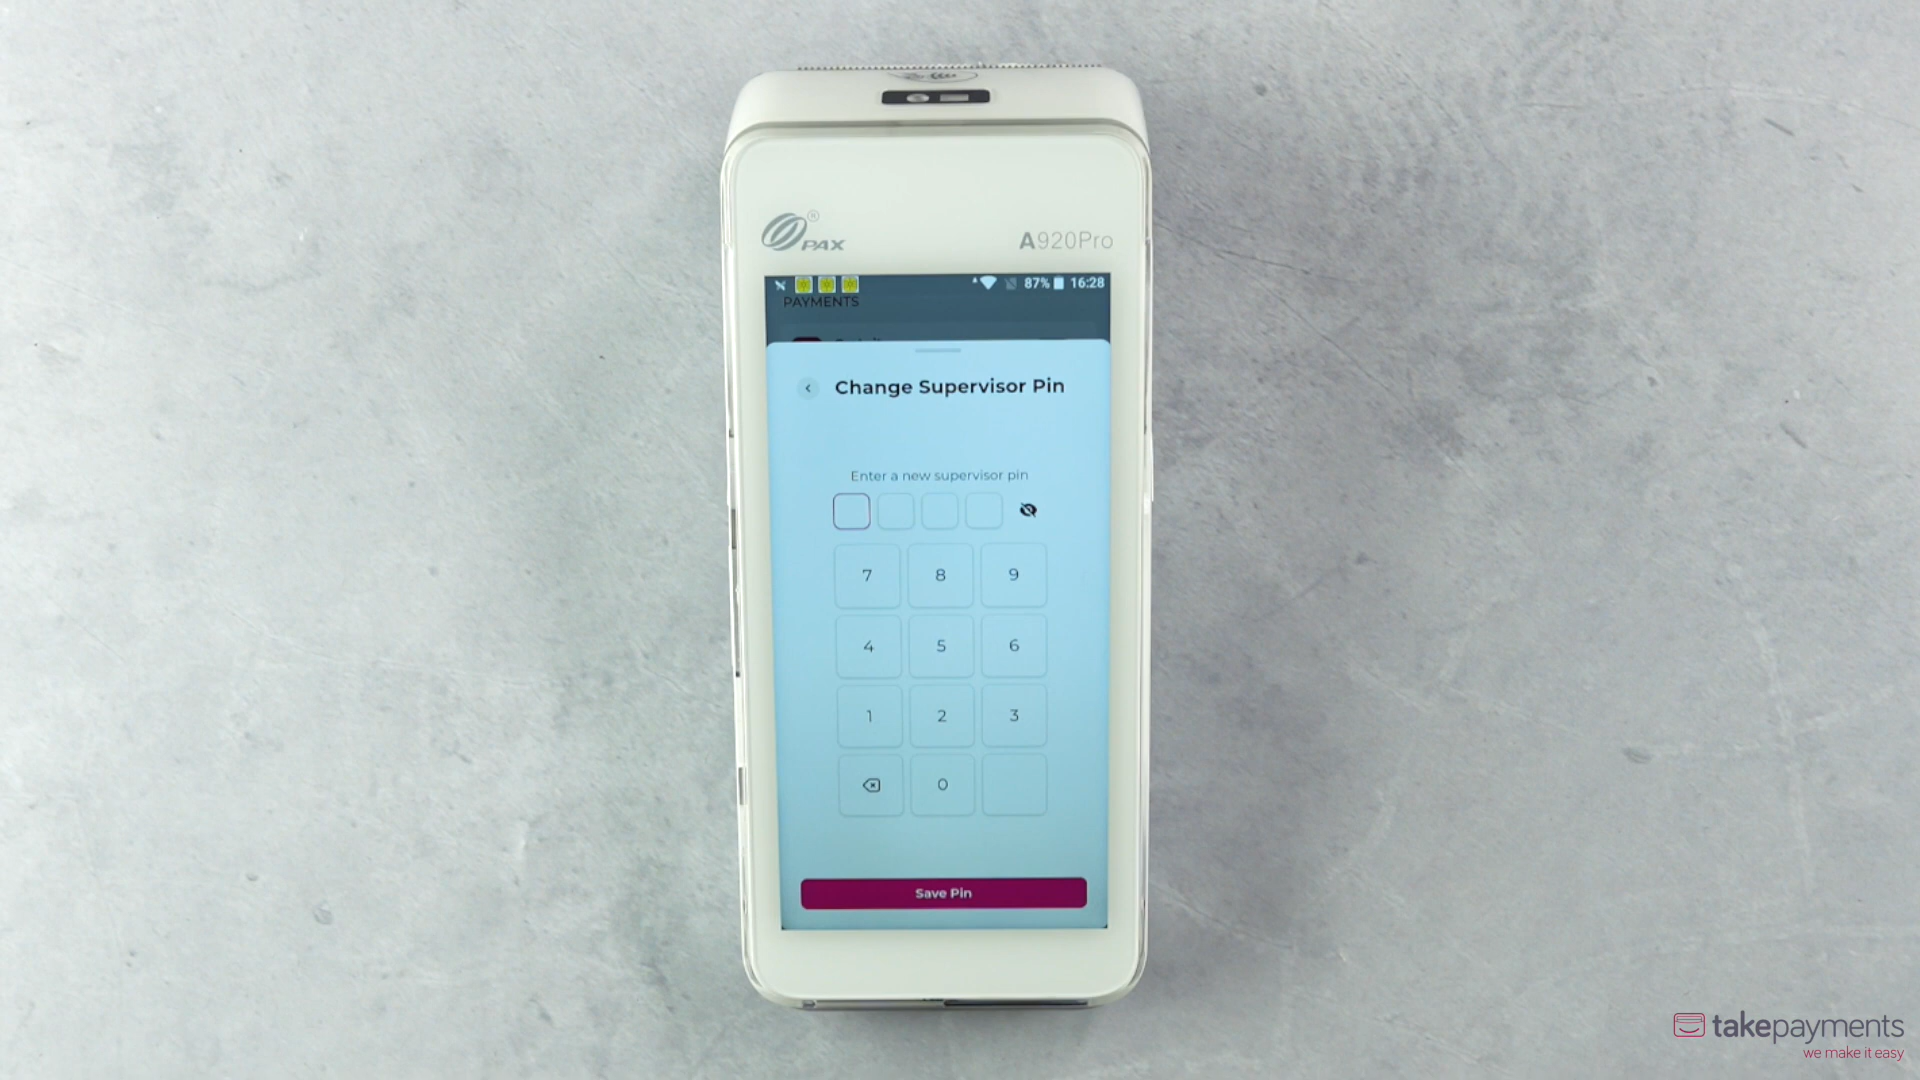 PAX
®
A920Pro
87% 16:28
PAYMENTS
Change Supervisor Pin
Enter a new supervisor pin
7 8 9
4 5 6
1 2 3
0
Save Pin
takepayments
we make it easy